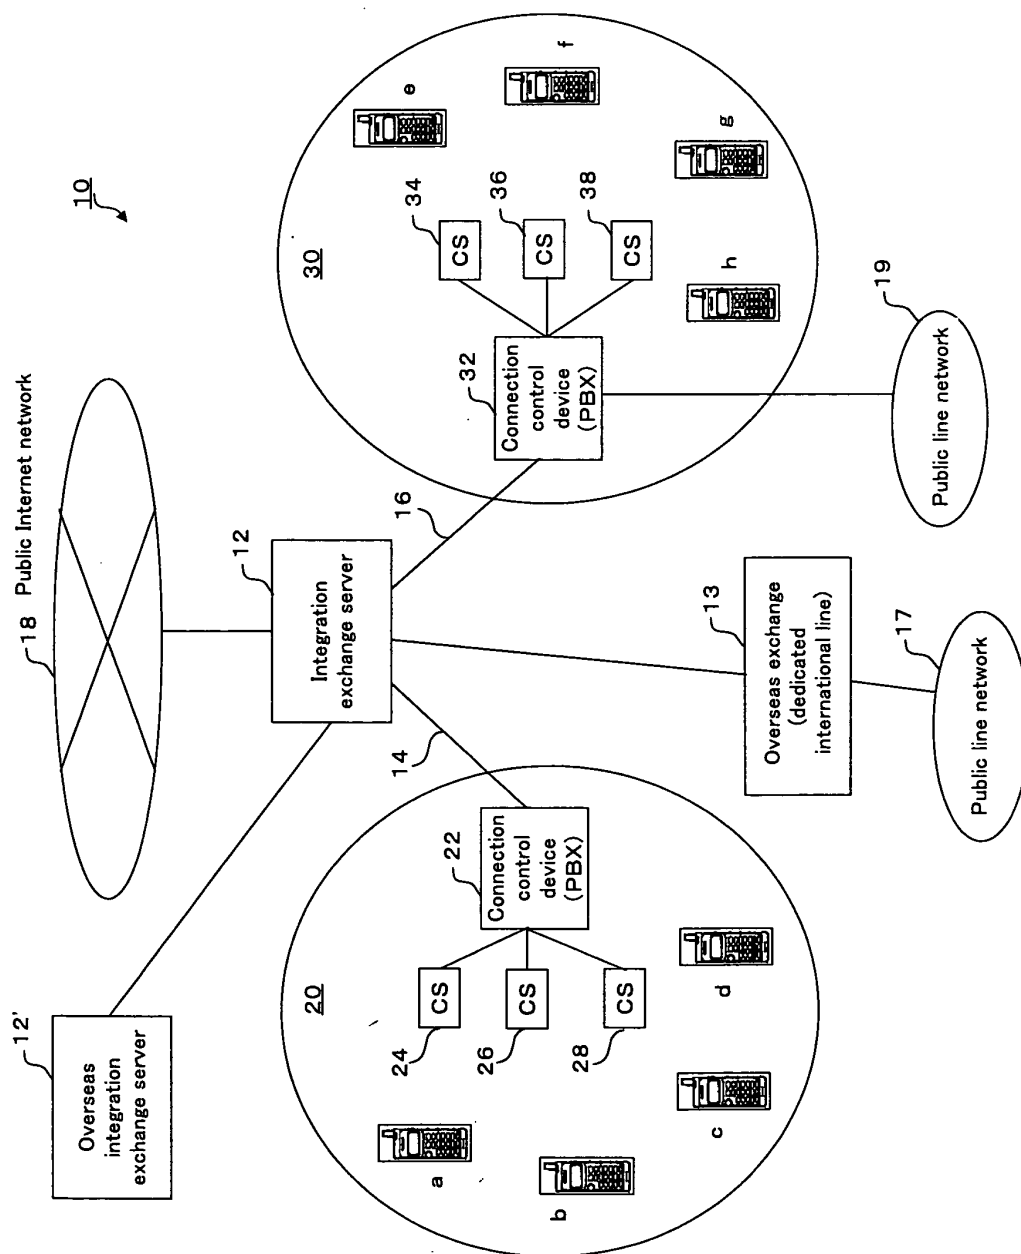 10
18
Public Internet network
12'
Overseas
integration
exchange server
12
Integration
exchange server
14
16
20
22
Connection
control
device
(PBX)
24
CS
26
CS
28
CS
a
b
c
d
30
32
Connection
control
device
(PBX)
34
CS
36
CS
38
CS
e
f
g
h
13
Overseas exchange
(dedicated
international line)
17
Public line network
19
Public line network